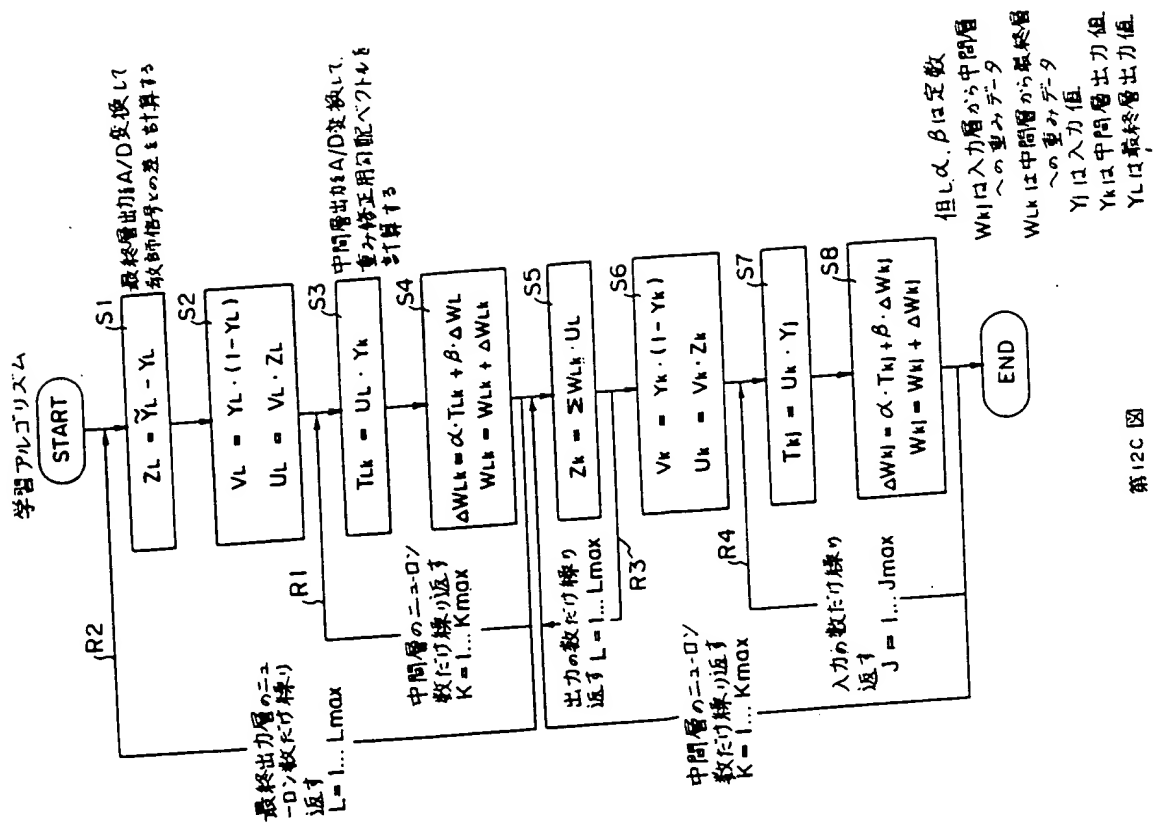 学習アルゴリズム
START
S1
ZL = ỸL - YL
最終層出力をA/D変換して
教師信号との差を計算する
S2
VL = YL・(1-YL)
UL = VL・ZL
R1
R2
S3
TLk = UL・Yk
中間層出力をA/D変換して、
重み修正用勾配ベクトルを
計算する
S4
ΔWLk = α・TLk + β・ΔWL
WLk = WLk + ΔWLk
中間層のニューロン
数だけ繰り返す
K = 1... Kmax
最終出力層のニュ
ーロン数だけ繰り
返す
L = 1... Lmax
S5
Zk = ΣWLk・UL
出力の数だけ繰り
返す L = 1... Lmax
R3
S6
Vk = Yk・(1-Yk)
Uk = Vk・Zk
R4
S7
Tkj = Uk・Yj
S8
ΔWkj = α・Tkj + β・ΔWkj
Wkj = Wkj + ΔWkj
入力の数だけ繰り
返す
J = 1... Jmax
中間層のニューロン
数だけ繰り返す
K = 1... Kmax
END
但し α、βは定数
Wkjは入力層から中間層
への重みデータ
WLkは中間層から最終層
への重みデータ
Yjは入力値
Ykは中間層出力値
YLは最終層出力値
第12C図